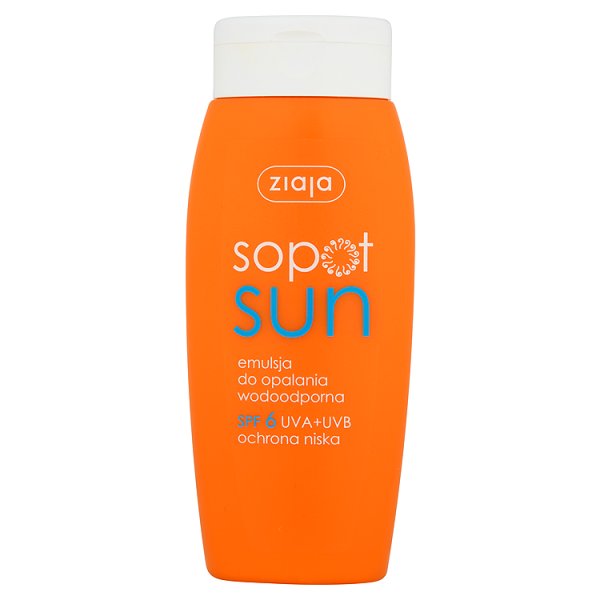 ziaja
sopot
sun
emulsja
do opalania
wodoodporna
SPF 6 UVA+UVB
ochrona niska